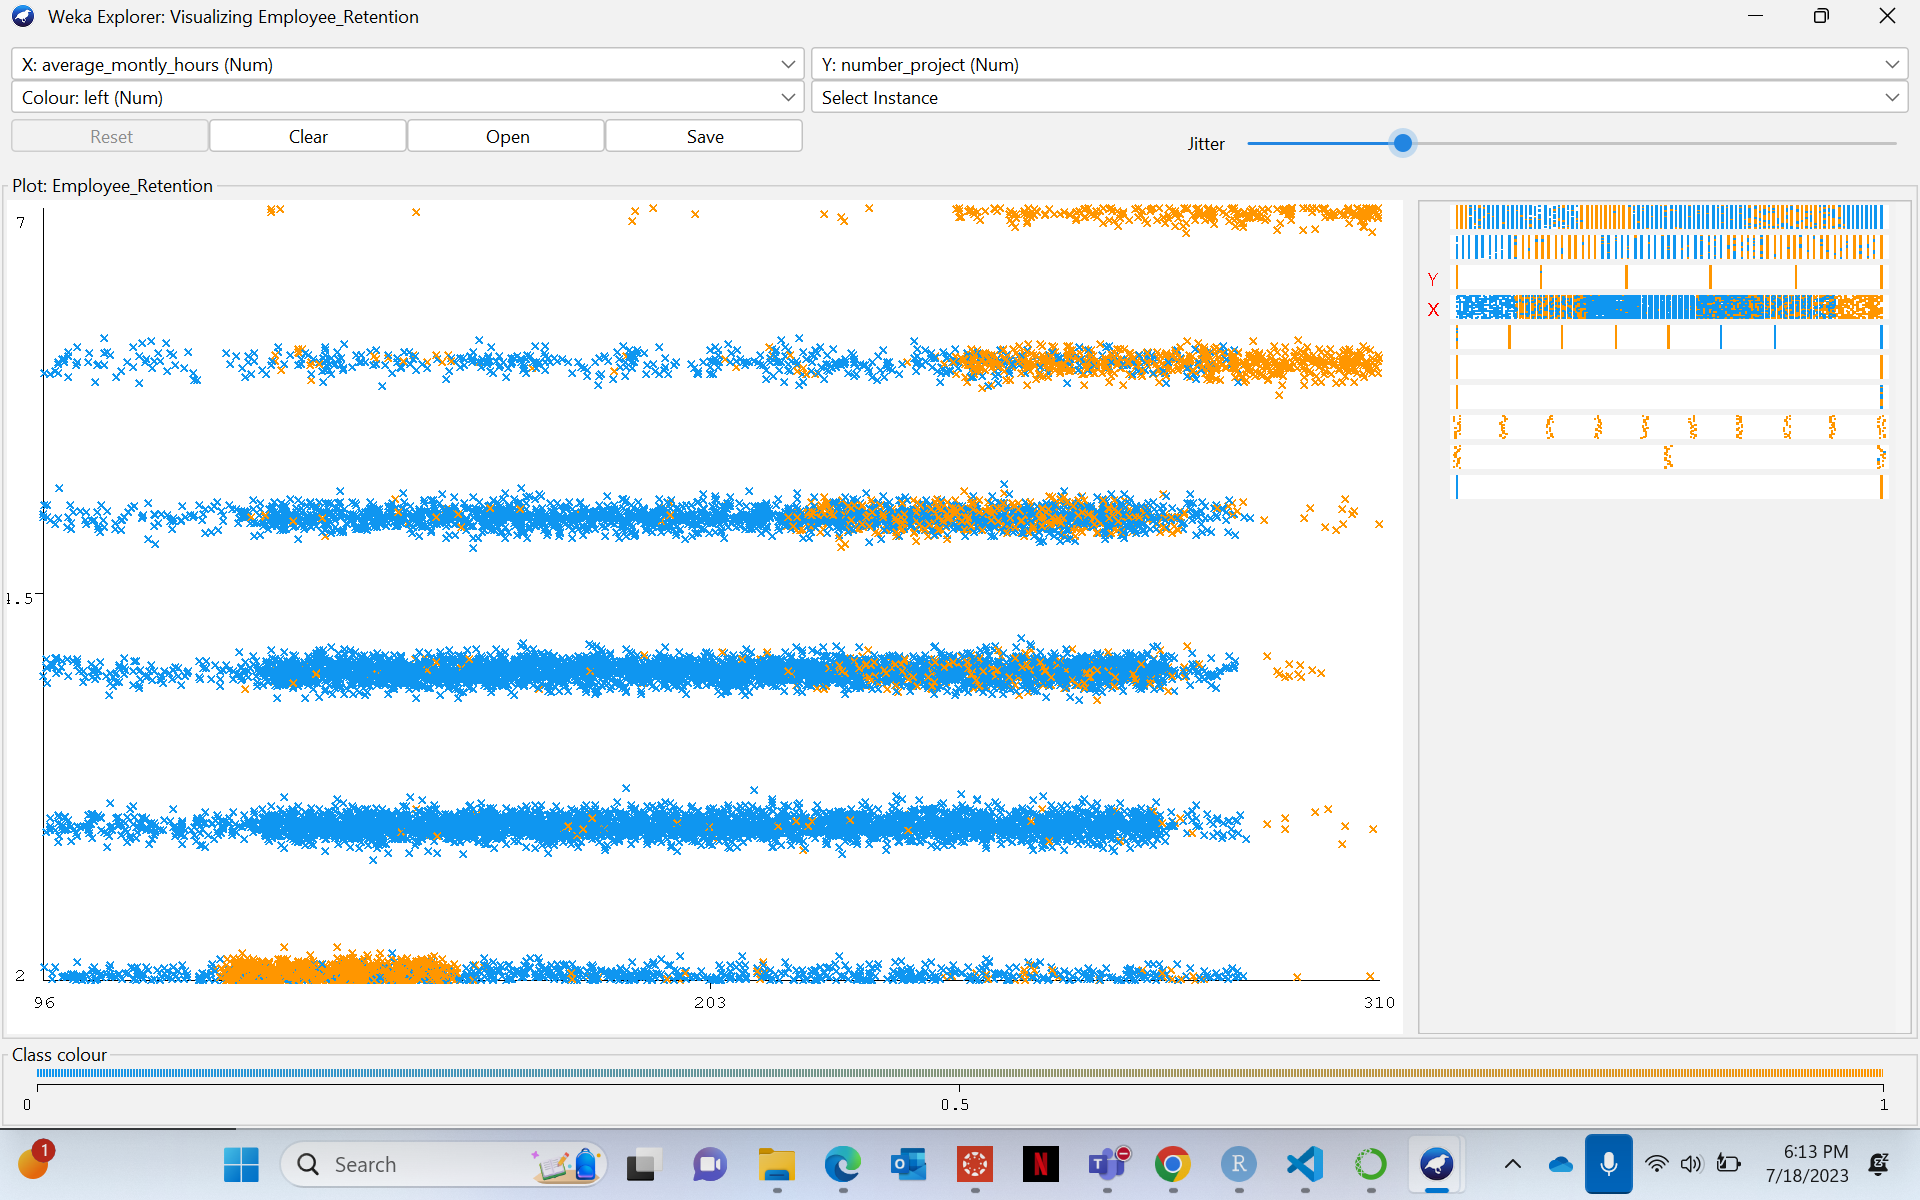 Weka Explorer: Visualizing Employee_Retention
X: average_montly_hours (Num)
Y: number_project (Num)
Colour: left (Num)
Select Instance
Reset
Clear
Open
Save
Jitter
Plot: Employee_Retention
7
4.5
2
96
203
310
Y
X
Class colour
0
0.5
1
1
Search
N
R
6:13 PM
7/18/2023